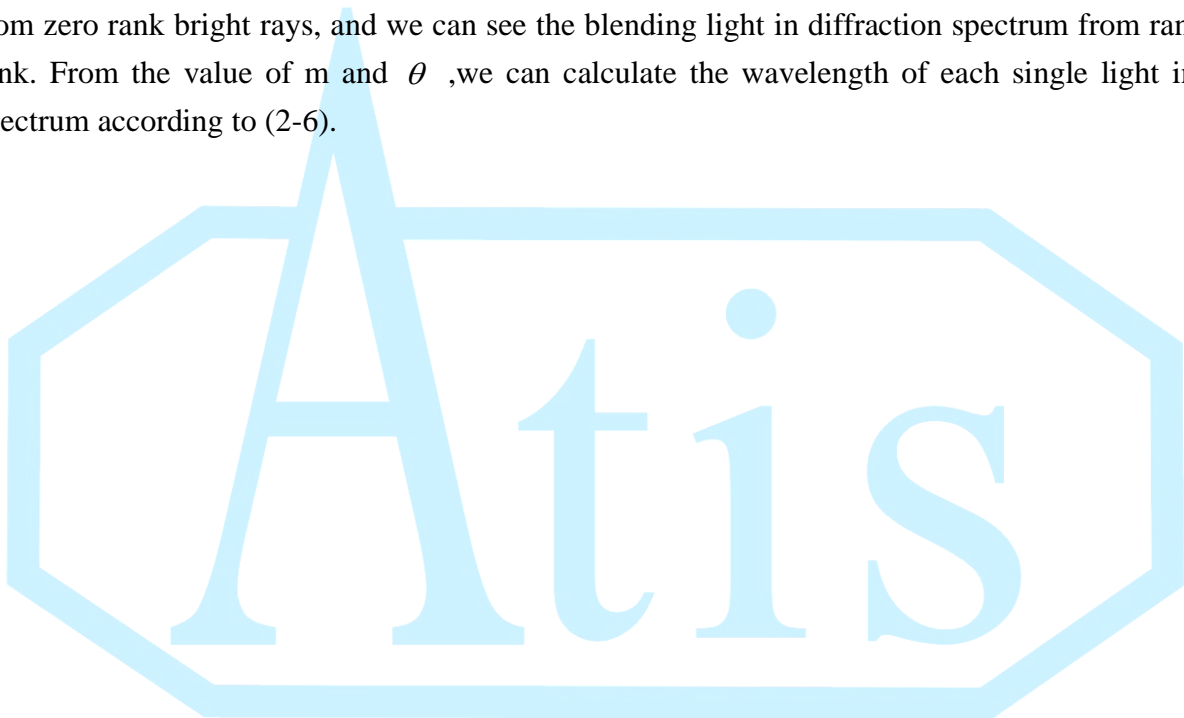 om zero rank bright rays, and we can see the blending light in diffraction spectrum from ran
nk. From the value of m and θ ,we can calculate the wavelength of each single light i
ectrum according to (2-6).
Atis